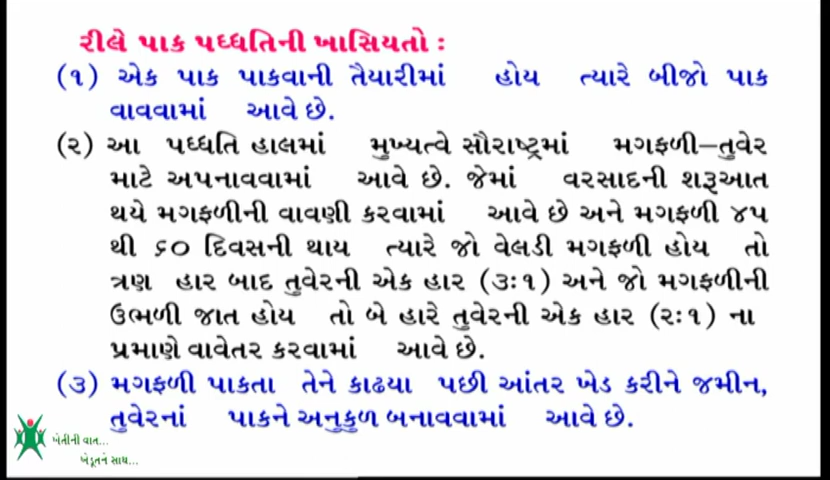 રીલે પાક પધ્ધતિની ખાસિયતો :
(૧) એક પાક પાકવાની તૈયારીમાં હોય ત્યારે બીજો પાક
વાવવામાં આવે છે.
(૨) આ પધ્ધતિ હાલમાં મુખ્યત્વે સૌરાષ્ટ્રમાં મગફળી–તુવેર
માટે અપનાવવામાં આવે છે. જેમાં વરસાદની શરૂઆત
થયે મગફળીની વાવણી કરવામાં આવે છે અને મગફળી ૪૫
થી ૬૦ દિવસની થાય ત્યારે જો વેલડી મગફળી હોય તો
ત્રણ હાર બાદ તુવેરની એક હાર (૩:૧) અને જો મગફળીની
ઉભળી જાત હોય તો બે હારે તુવેરની એક હાર (૨:૧) ના
પ્રમાણે વાવેતર કરવામાં આવે છે.
(૩) મગફળી પાકતા તેને કાઢયા પછી આંતર ખેડ કરીને જમીન,
તુવેરનાં પાકને અનુકુળ બનાવવામાં આવે છે.
ખેતીની વાત...
ખેડૂતને સાથ...